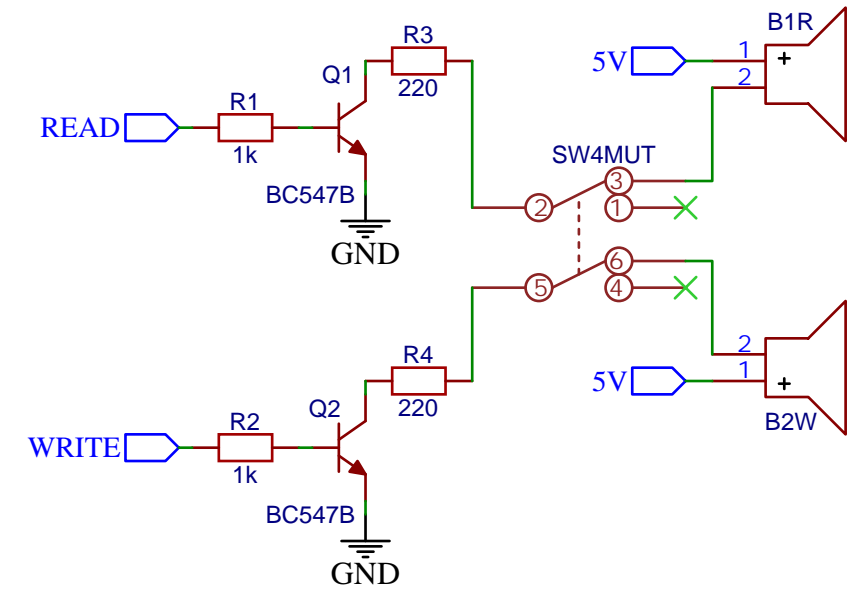 B1R
R3
5V
1
+
Q1
2
220
R1
READ
1k
SW4MUT
3
BC547B
2
1
GND
6
5
4
R4
2
Q2
5V
1
+
220
R2
B2W
WRITE
1k
BC547B
GND